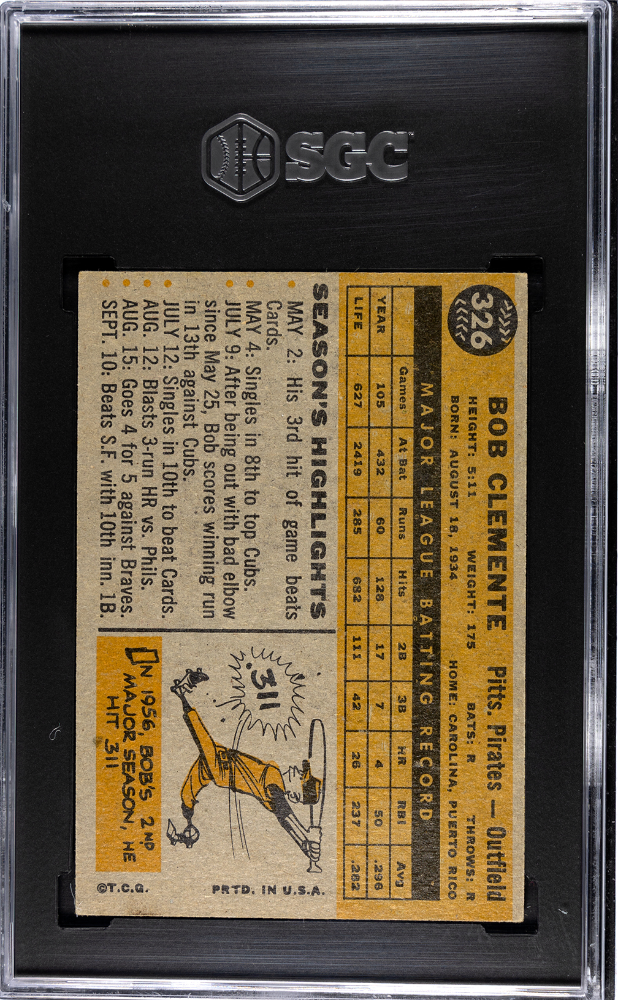 SGC
326
BOB CLEMENTE Pitts. Pirates — Outfield
HEIGHT: 5:11 WEIGHT: 175 BATS: R THROWS: R
BORN: AUGUST 18, 1934 HOME: CAROLINA, PUERTO RICO
MAJOR LEAGUE BATTING RECORD
Games At Bat Runs Hits 2B 3B HR RBI Avg
YEAR 105 432 60 128 17 7 4 50 .296
LIFE 627 2419 285 682 111 42 26 237 .282
SEASON'S HIGHLIGHTS
• MAY 2: His 3rd hit of game beats
Cards.
• MAY 4: Singles in 8th to top Cubs.
• JULY 9: After being out with bad elbow
since May 25, Bob scores winning run
in 13th against Cubs.
• JULY 12: Singles in 10th to beat Cards.
• AUG. 12: Blasts 3-run HR vs. Phils.
• AUG. 15: Goes 4 for 5 against Braves.
• SEPT. 10: Beats S.F. with 10th inn. 1B.
.311
IN 1956, BOB'S 2ND
MAJOR SEASON, HE
HIT 311
©T.C.G. PRTD. IN U.S.A.